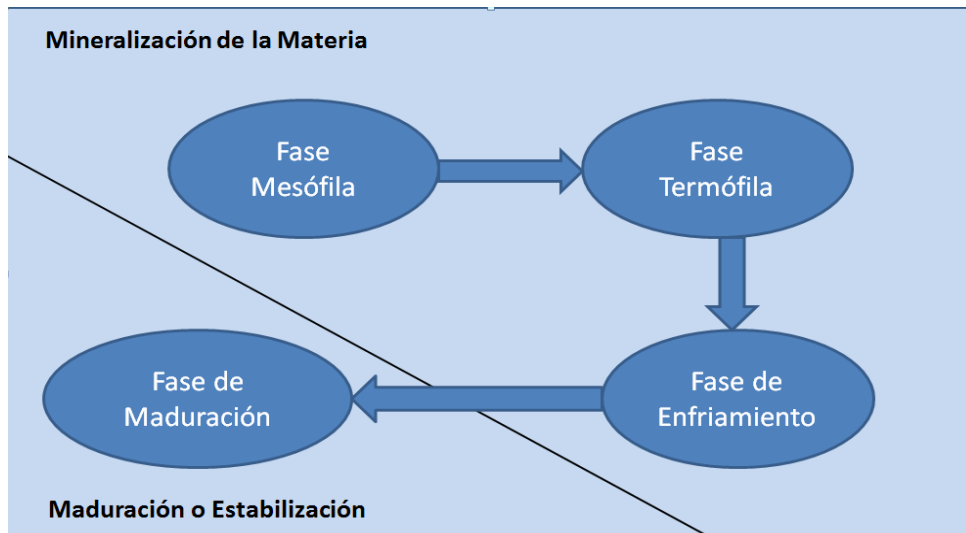 Mineralización de la Materia
Fase
Mesófila
Fase
Termófila
Fase de
Maduración
Fase de
Enfriamiento
Maduración o Estabilización